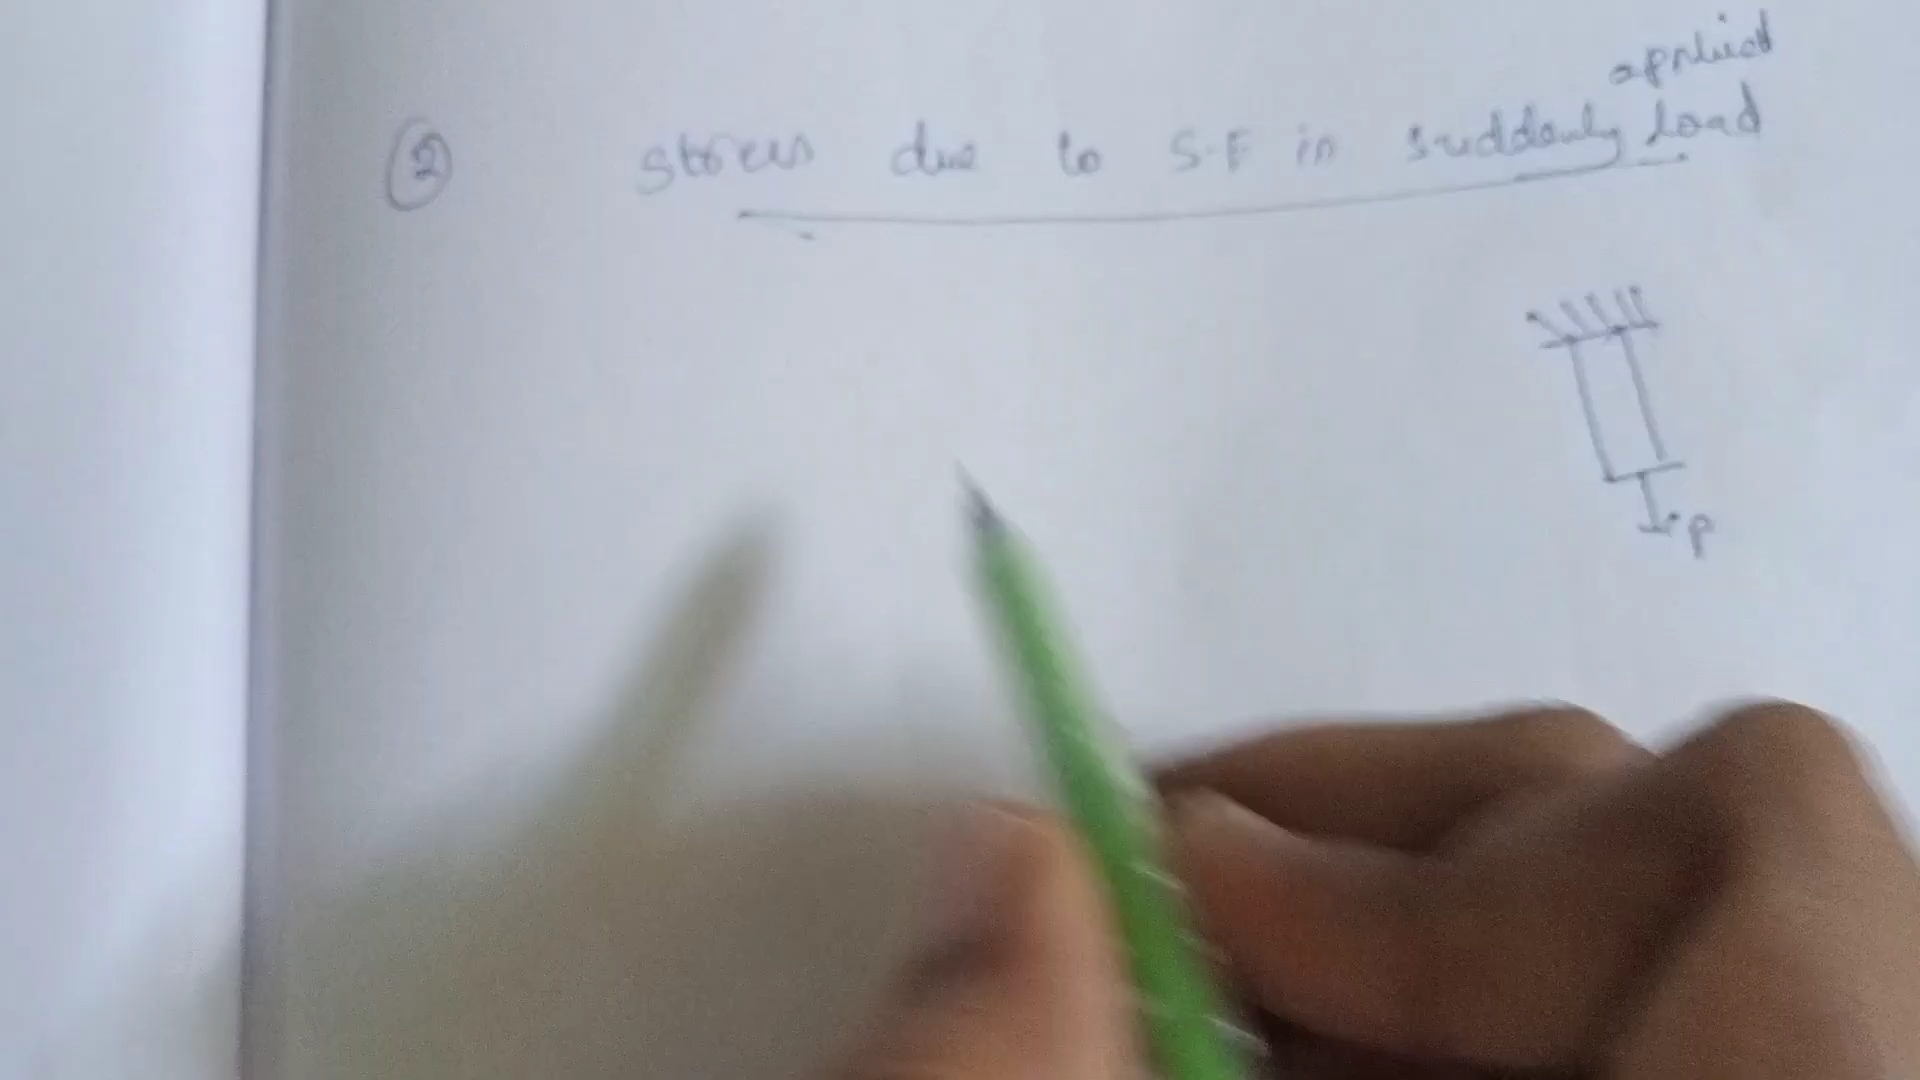 applied
② Stress due to S.E in suddenly load
P